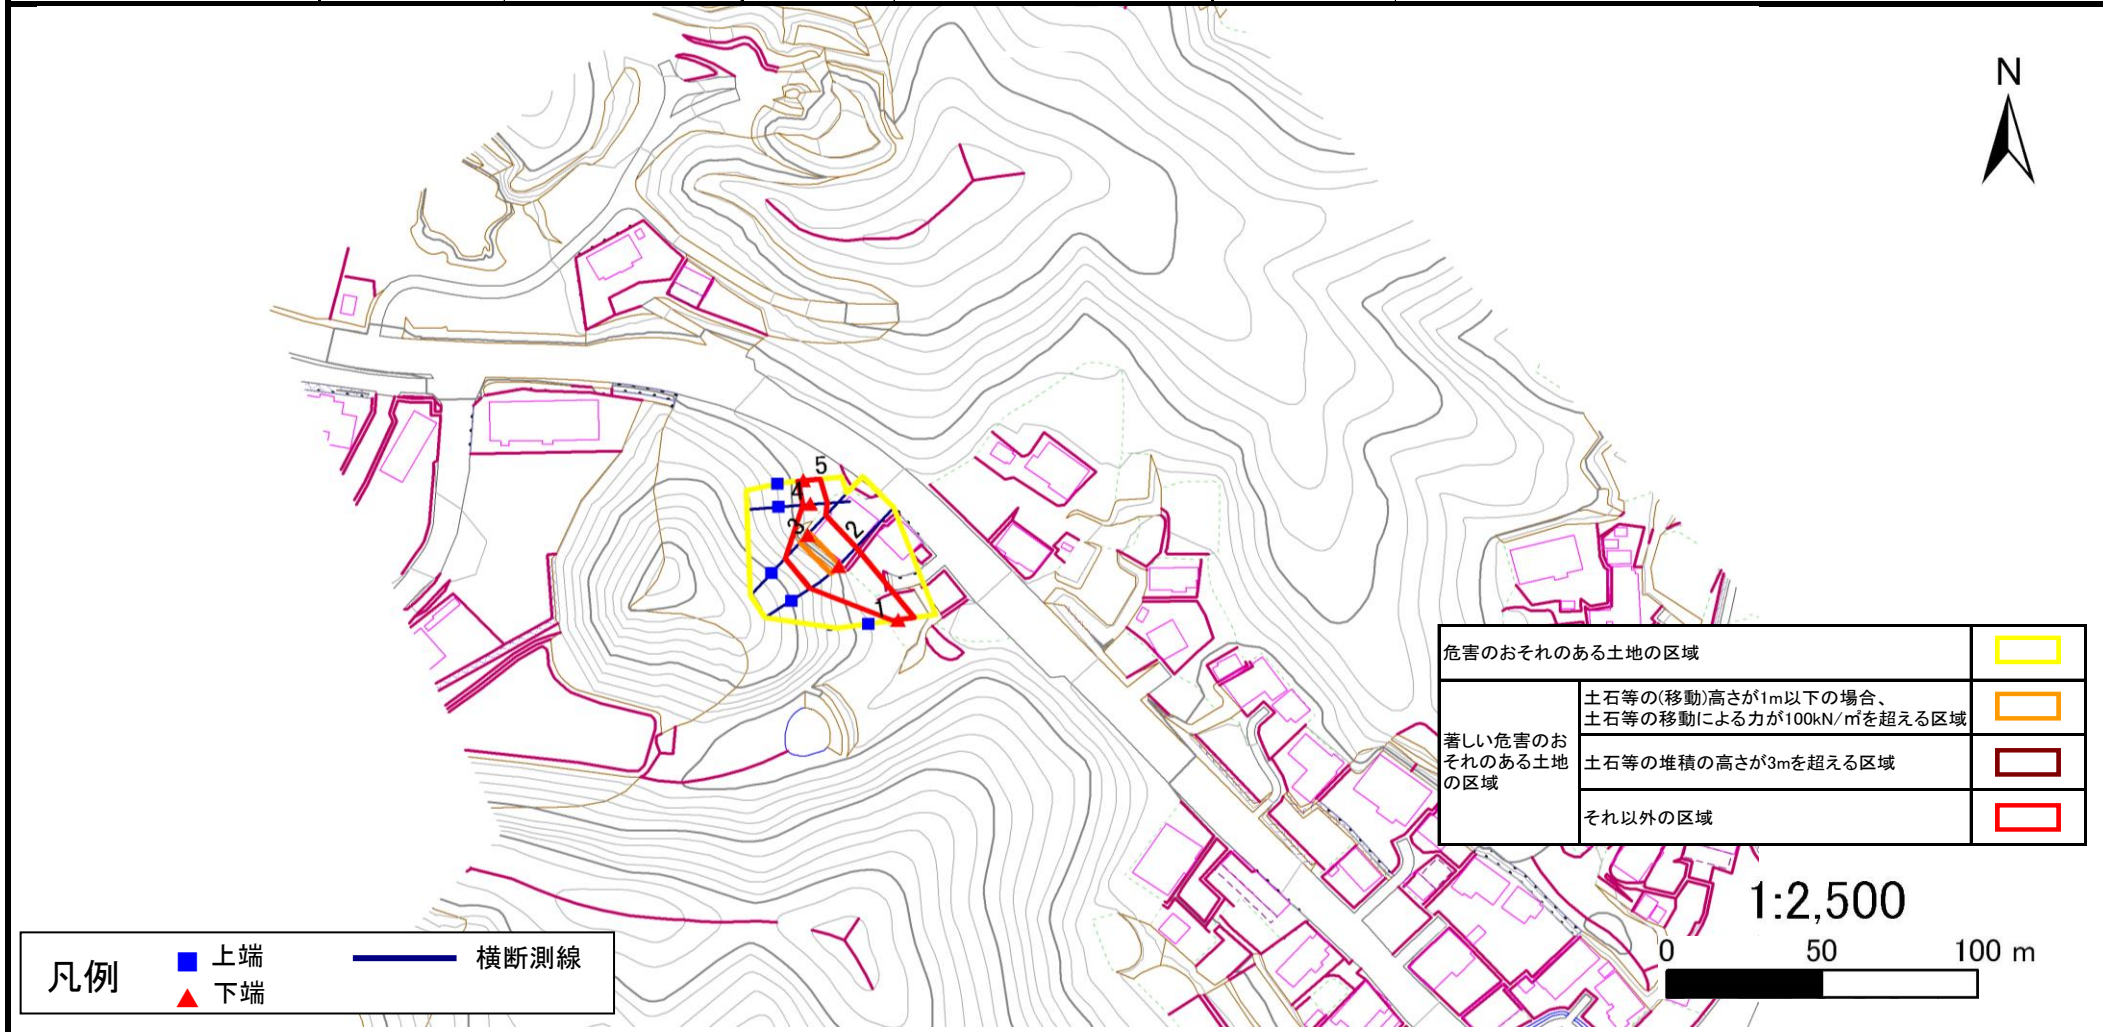 N
5
4
3
2
1
危害のおそれのある土地の区域
著しい危害のお
それのある土地
の区域
土石等の(移動)高さが1m以下の場合、
土石等の移動による力が100kN/㎡を超える区域
土石等の堆積の高さが3mを超える区域
それ以外の区域
1:2,500
0 50 100 m
凡例
上端
下端
横断測線